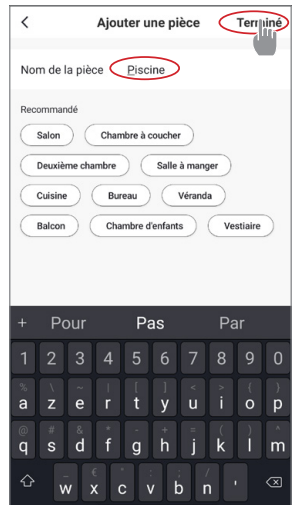 Ajouter une pièce Terminé
Nom de la pièce Piscine
Recommandé
Salon Chambre à coucher
Deuxième chambre Salle à manger
Cuisine Bureau Véranda
Balcon Chambre d'enfants Vestiaire
+ Pour Pas Par
1 2 3 4 5 6 7 8 9 0
a z e r t y u i o p
q s d f g h j k l m
w x c v b n '